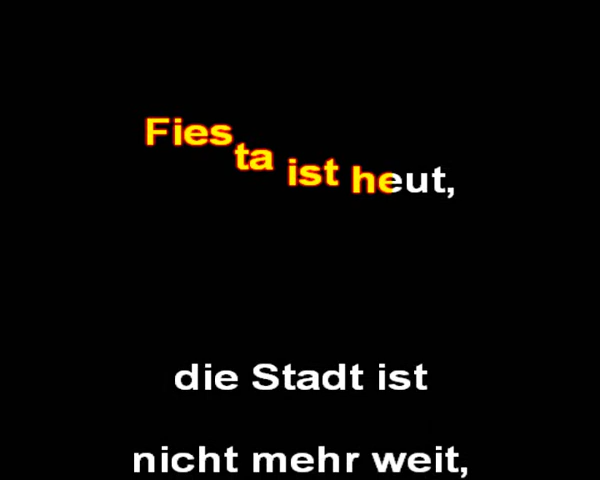 Fiesta ist heut,
die Stadt ist
nicht mehr weit,